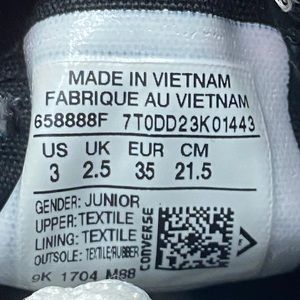 MADE IN VIETNAM
FABRIQUE AU VIETNAM
658888F 7T0DD23K01443
US UK EUR CM
3 2.5 35 21.5
GENDER: JUNIOR
UPPER: TEXTILE
LINING: TEXTILE
OUTSOLE: TEXTILE/RUBBER
CONVERSE
9K 1704 M88